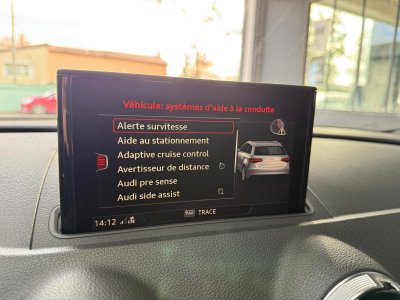 Véhicule: systèmes d'aide à la conduite
Alerte survitesse
Aide au stationnement
Adaptive cruise control
Avertisseur de distance
Audi pre sense
Audi side assist
14:12
TRACE